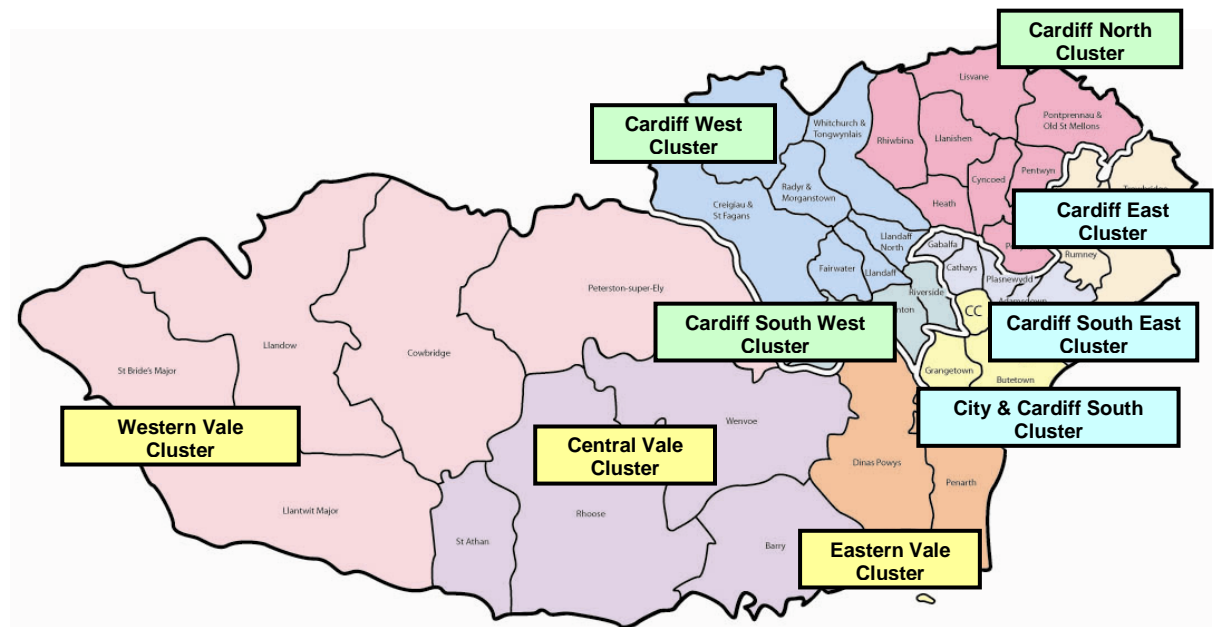 Cardiff North
Cluster
Lisvane
Cardiff West
Cluster
Whitchurch &
Tongwynlais
Rhiwbina
Llanishen
Pontprennau &
Old St Mellons
Cyncoed
Pentwyn
Radyr &
Morganstown
Creigiau &
St Fagans
Heath
Cardiff East
Cluster
Llandaff
North
Gabalfa
Cathays
Plasnewydd
Rumney
Fairwater
Llandaff
Riverside
Peterston-super-Ely
CC
Cardiff South West
Cluster
Cardiff South East
Cluster
Llandow
Cowbridge
St Bride's Major
Grangetown
Butetown
Western Vale
Cluster
Central Vale
Cluster
Wenvoe
City & Cardiff South
Cluster
Dinas Powys
Penarth
Llantwit Major
St Athan
Rhoose
Barry
Eastern Vale
Cluster